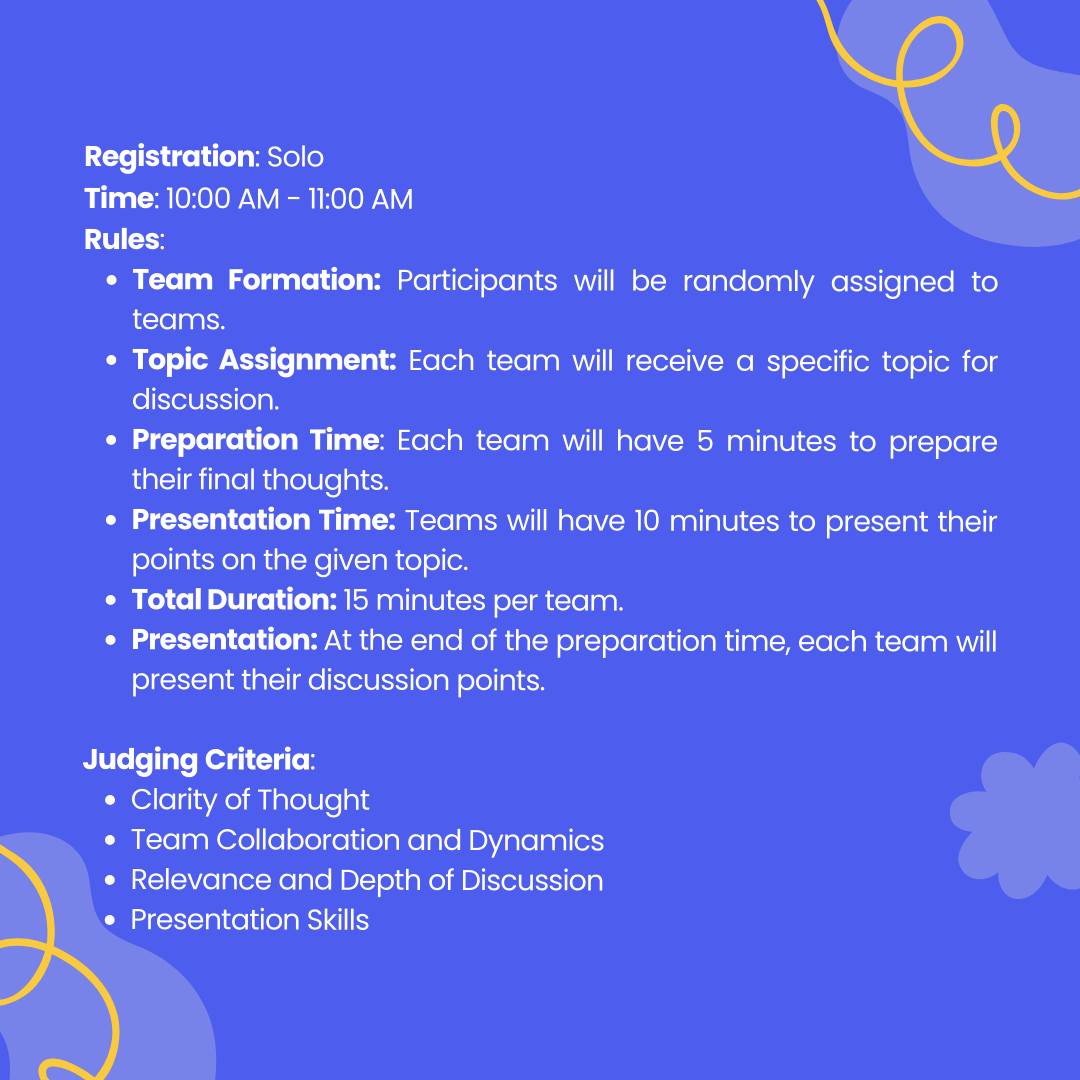 Registration: Solo
Time: 10:00 AM - 11:00 AM
Rules:
• Team Formation: Participants will be randomly assigned to
teams.
• Topic Assignment: Each team will receive a specific topic for
discussion.
• Preparation Time: Each team will have 5 minutes to prepare
their final thoughts.
• Presentation Time: Teams will have 10 minutes to present their
points on the given topic.
• Total Duration: 15 minutes per team.
• Presentation: At the end of the preparation time, each team will
present their discussion points.
Judging Criteria:
• Clarity of Thought
• Team Collaboration and Dynamics
• Relevance and Depth of Discussion
• Presentation Skills